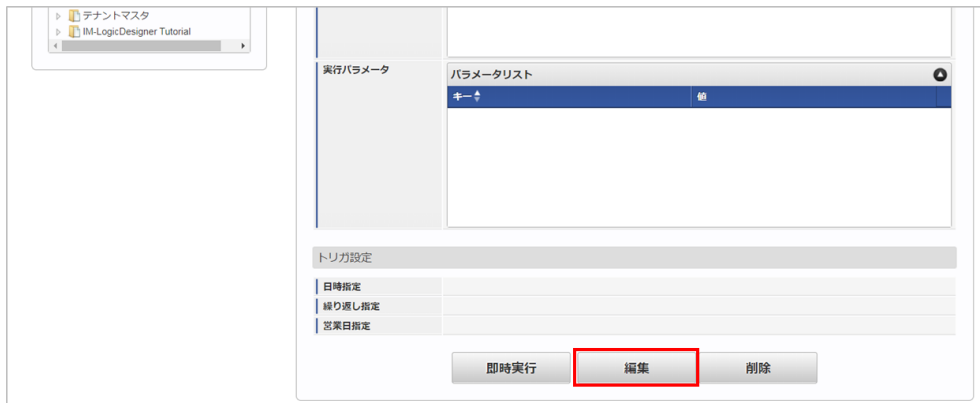 テナントマスタ
IM-LogicDesigner Tutorial
実行パラメータ
パラメータリスト
キー 値
トリガ設定
日時指定
繰り返し指定
営業日指定
即時実行 編集 削除